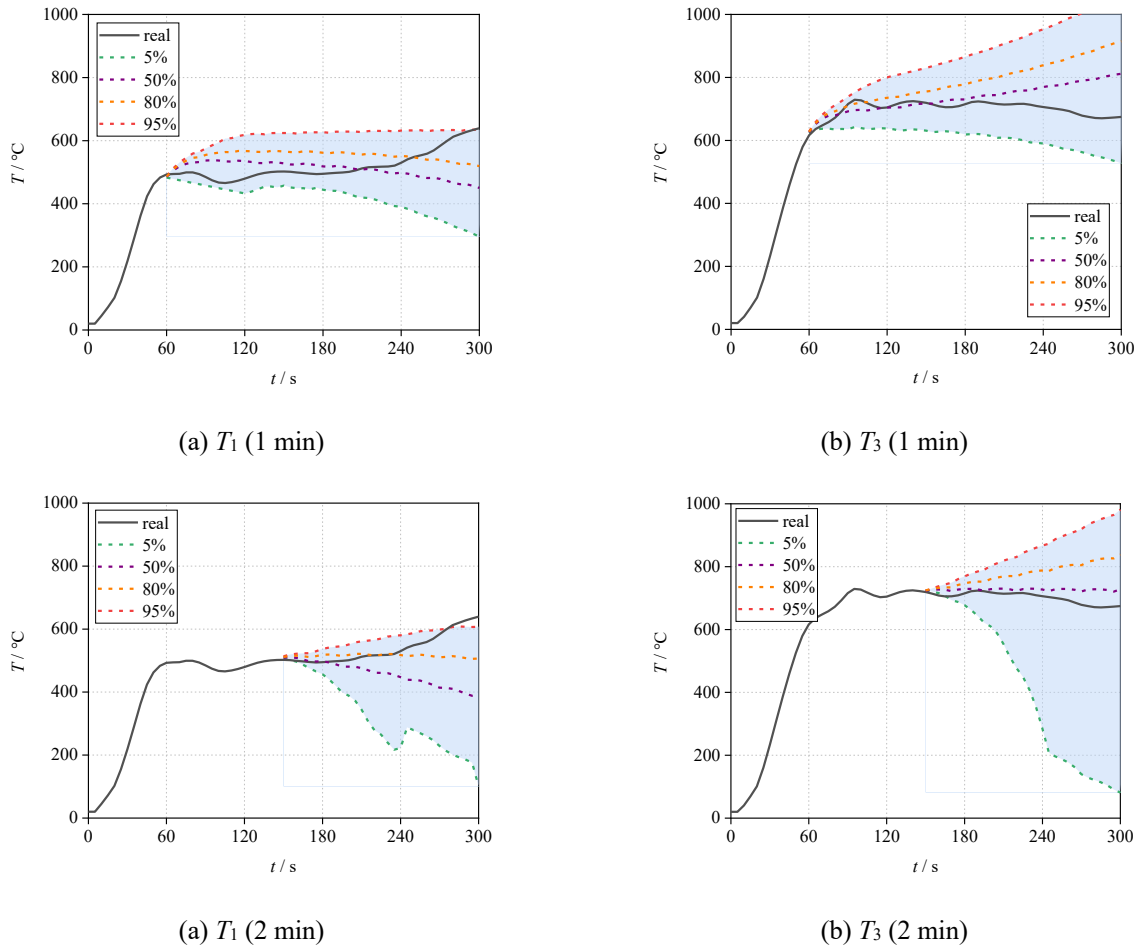 1000
800
600
400
200
0
T / °C
real
5%
50%
80%
95%
0 60 120 180 240 300
t / s
(a) T1 (1 min)
1000
800
600
400
200
0
T / °C
real
5%
50%
80%
95%
0 60 120 180 240 300
t / s
(b) T3 (1 min)
1000
800
600
400
200
0
T / °C
real
5%
50%
80%
95%
0 60 120 180 240 300
t / s
(a) T1 (2 min)
1000
800
600
400
200
0
T / °C
real
5%
50%
80%
95%
0 60 120 180 240 300
t / s
(b) T3 (2 min)